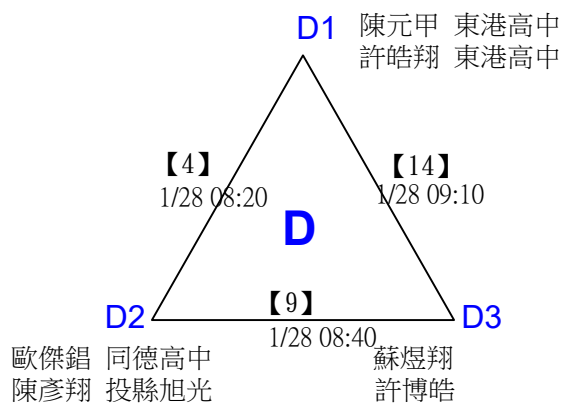 D1 陳元甲 東港高中
許皓翔 東港高中
【4】
1/28 08:20
【14】
1/28 09:10
D
【9】
1/28 08:40
D2
D3
歐傑錩 同德高中
陳彥翔 投縣旭光
蘇煜翔
許博皓